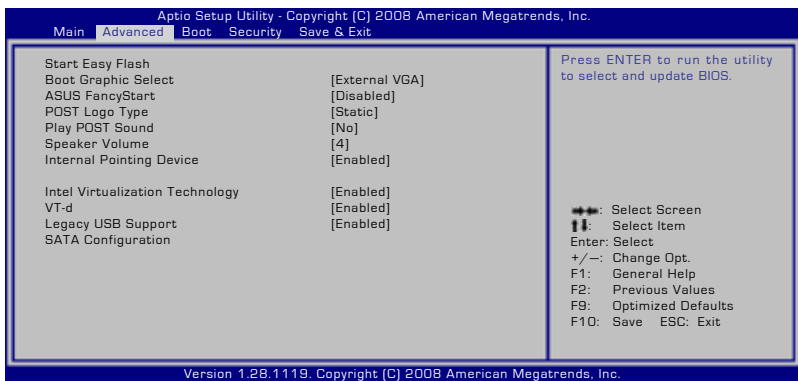 Aptio Setup Utility - Copyright (C) 2008 American Megatrends, Inc.
Main Advanced Boot Security Save & Exit
Start Easy Flash
Boot Graphic Select [External VGA]
ASUS FancyStart [Disabled]
POST Logo Type [Static]
Play POST Sound [No]
Speaker Volume [4]
Internal Pointing Device [Enabled]
Intel Virtualization Technology [Enabled]
VT-d [Enabled]
Legacy USB Support [Enabled]
SATA Configuration
Press ENTER to run the utility
to select and update BIOS.
→←: Select Screen
↑↓: Select Item
Enter: Select
+/—: Change Opt.
F1: General Help
F2: Previous Values
F9: Optimized Defaults
F10: Save ESC: Exit
Version 1.28.1119. Copyright (C) 2008 American Megatrends, Inc.